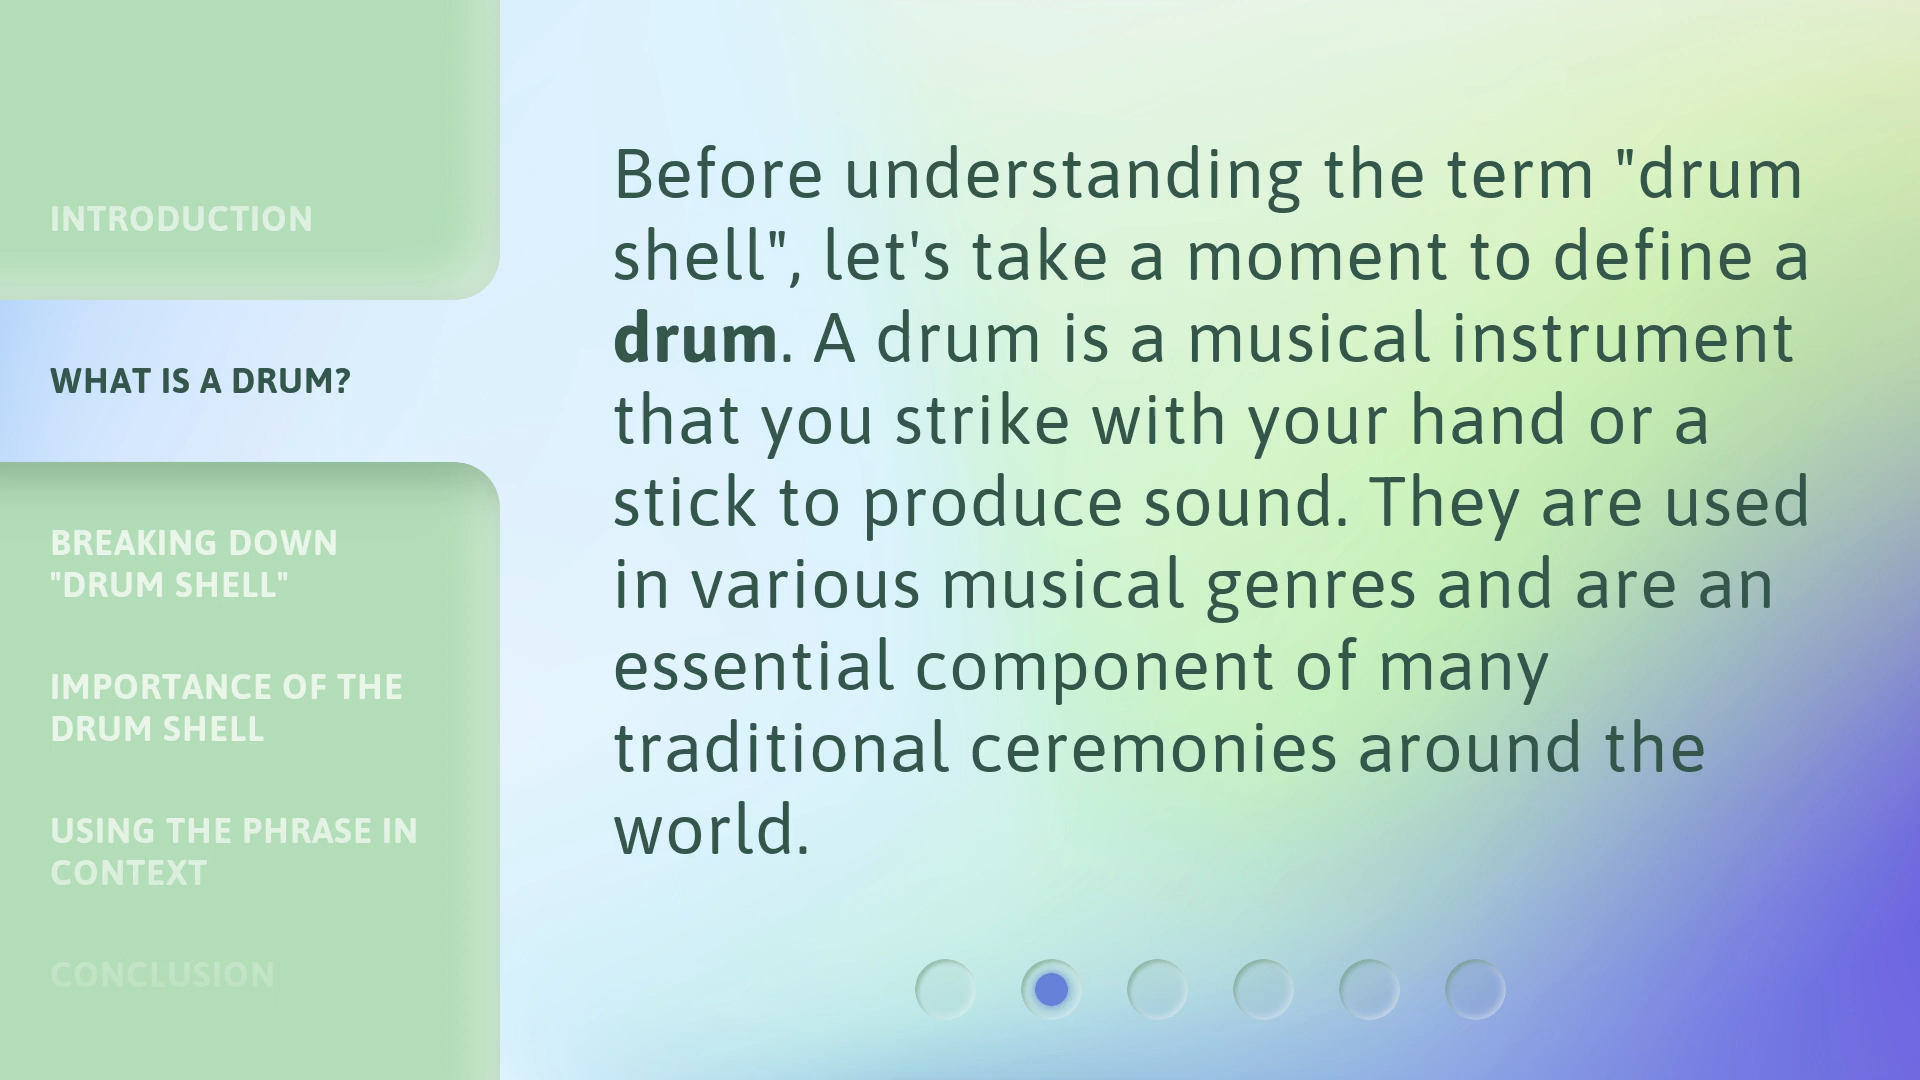 INTRODUCTION
WHAT IS A DRUM?
BREAKING DOWN
"DRUM SHELL"
IMPORTANCE OF THE
DRUM SHELL
USING THE PHRASE IN
CONTEXT
CONCLUSION
Before understanding the term "drum
shell", let's take a moment to define a
drum. A drum is a musical instrument
that you strike with your hand or a
stick to produce sound. They are used
in various musical genres and are an
essential component of many
traditional ceremonies around the
world.